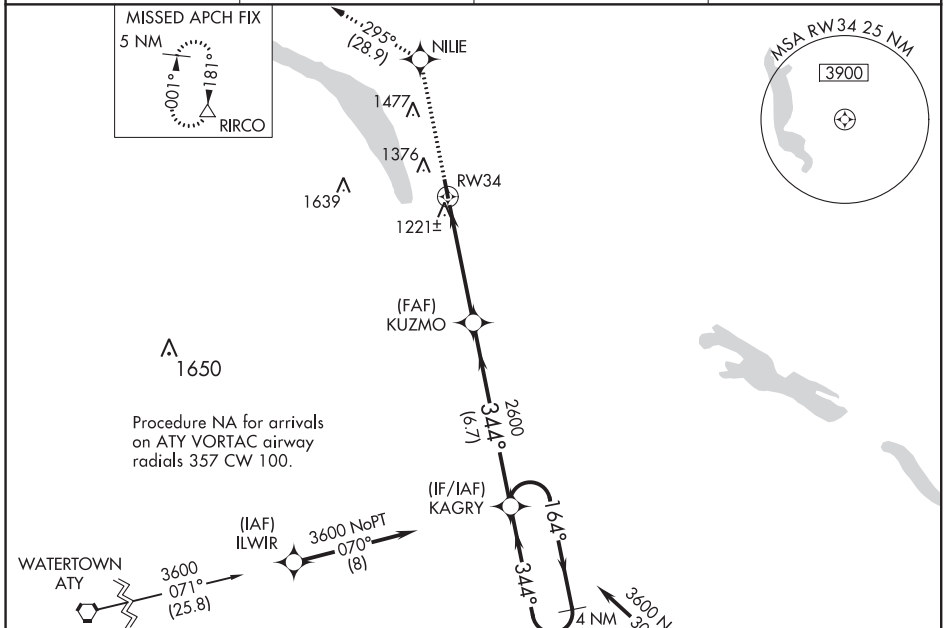 MISSED APCH FIX
5 NM
001°
181°
RIRCO
295°
(28.9)
NILIE
MSA RW34 25 NM
3900
1477
1376
1639
RW34
1221±
(FAF)
KUZMO
1650
2600
344°
(6.7)
Procedure NA for arrivals
on ATY VORTAC airway
radials 357 CW 100.
(IF/IAF)
KAGRY
(IAF)
ILWIR
3600 NoPT
070°
(8)
164°
344°
4 NM
WATERTOWN
ATY
3600
071°
(25.8)
3600 N